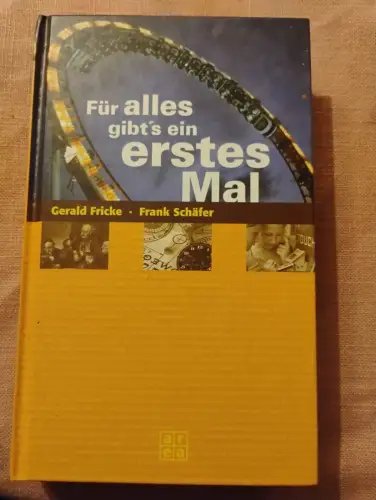 Für alles
gibt's ein
erstes
Mal
Gerald Fricke · Frank Schäfer